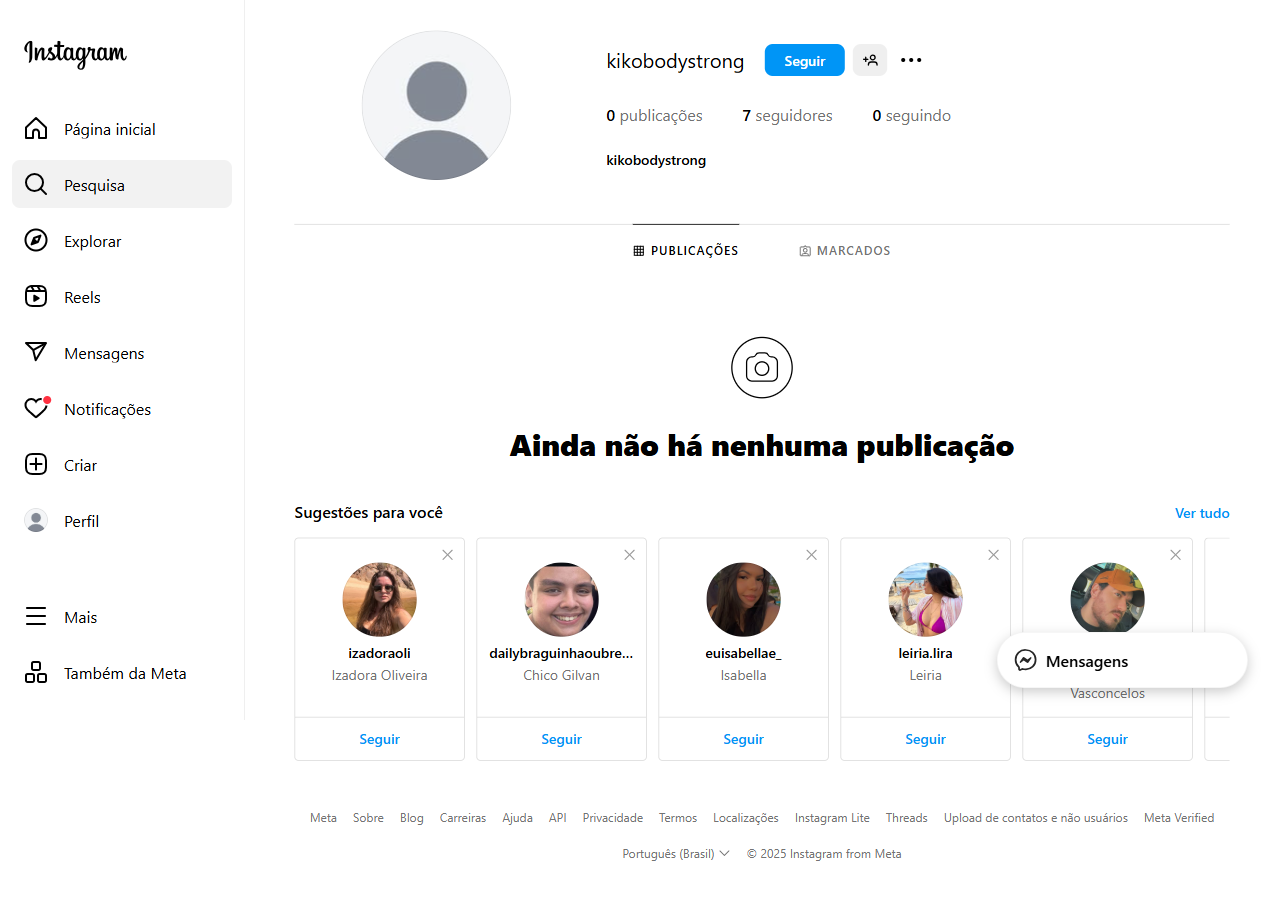 Instagram
Página inicial
Pesquisa
Explorar
Reels
Mensagens
Notificações
Criar
Perfil
Mais
Também da Meta
kikobodystrong Seguir
0 publicações 7 seguidores 0 seguindo
kikobodystrong
PUBLICAÇÕES MARCADOS
Ainda não há nenhuma publicação
Sugestões para você Ver tudo
izadoraoli dailybraguinhaoubre... euisabellae_ leiria.lira
Izadora Oliveira Chico Gilvan Isabella Leiria
Mensagens
Vasconcelos
Seguir Seguir Seguir Seguir Seguir
Meta Sobre Blog Carreiras Ajuda API Privacidade Termos Localizações Instagram Lite Threads Upload de contatos e não usuários Meta Verified
Português (Brasil) © 2025 Instagram from Meta